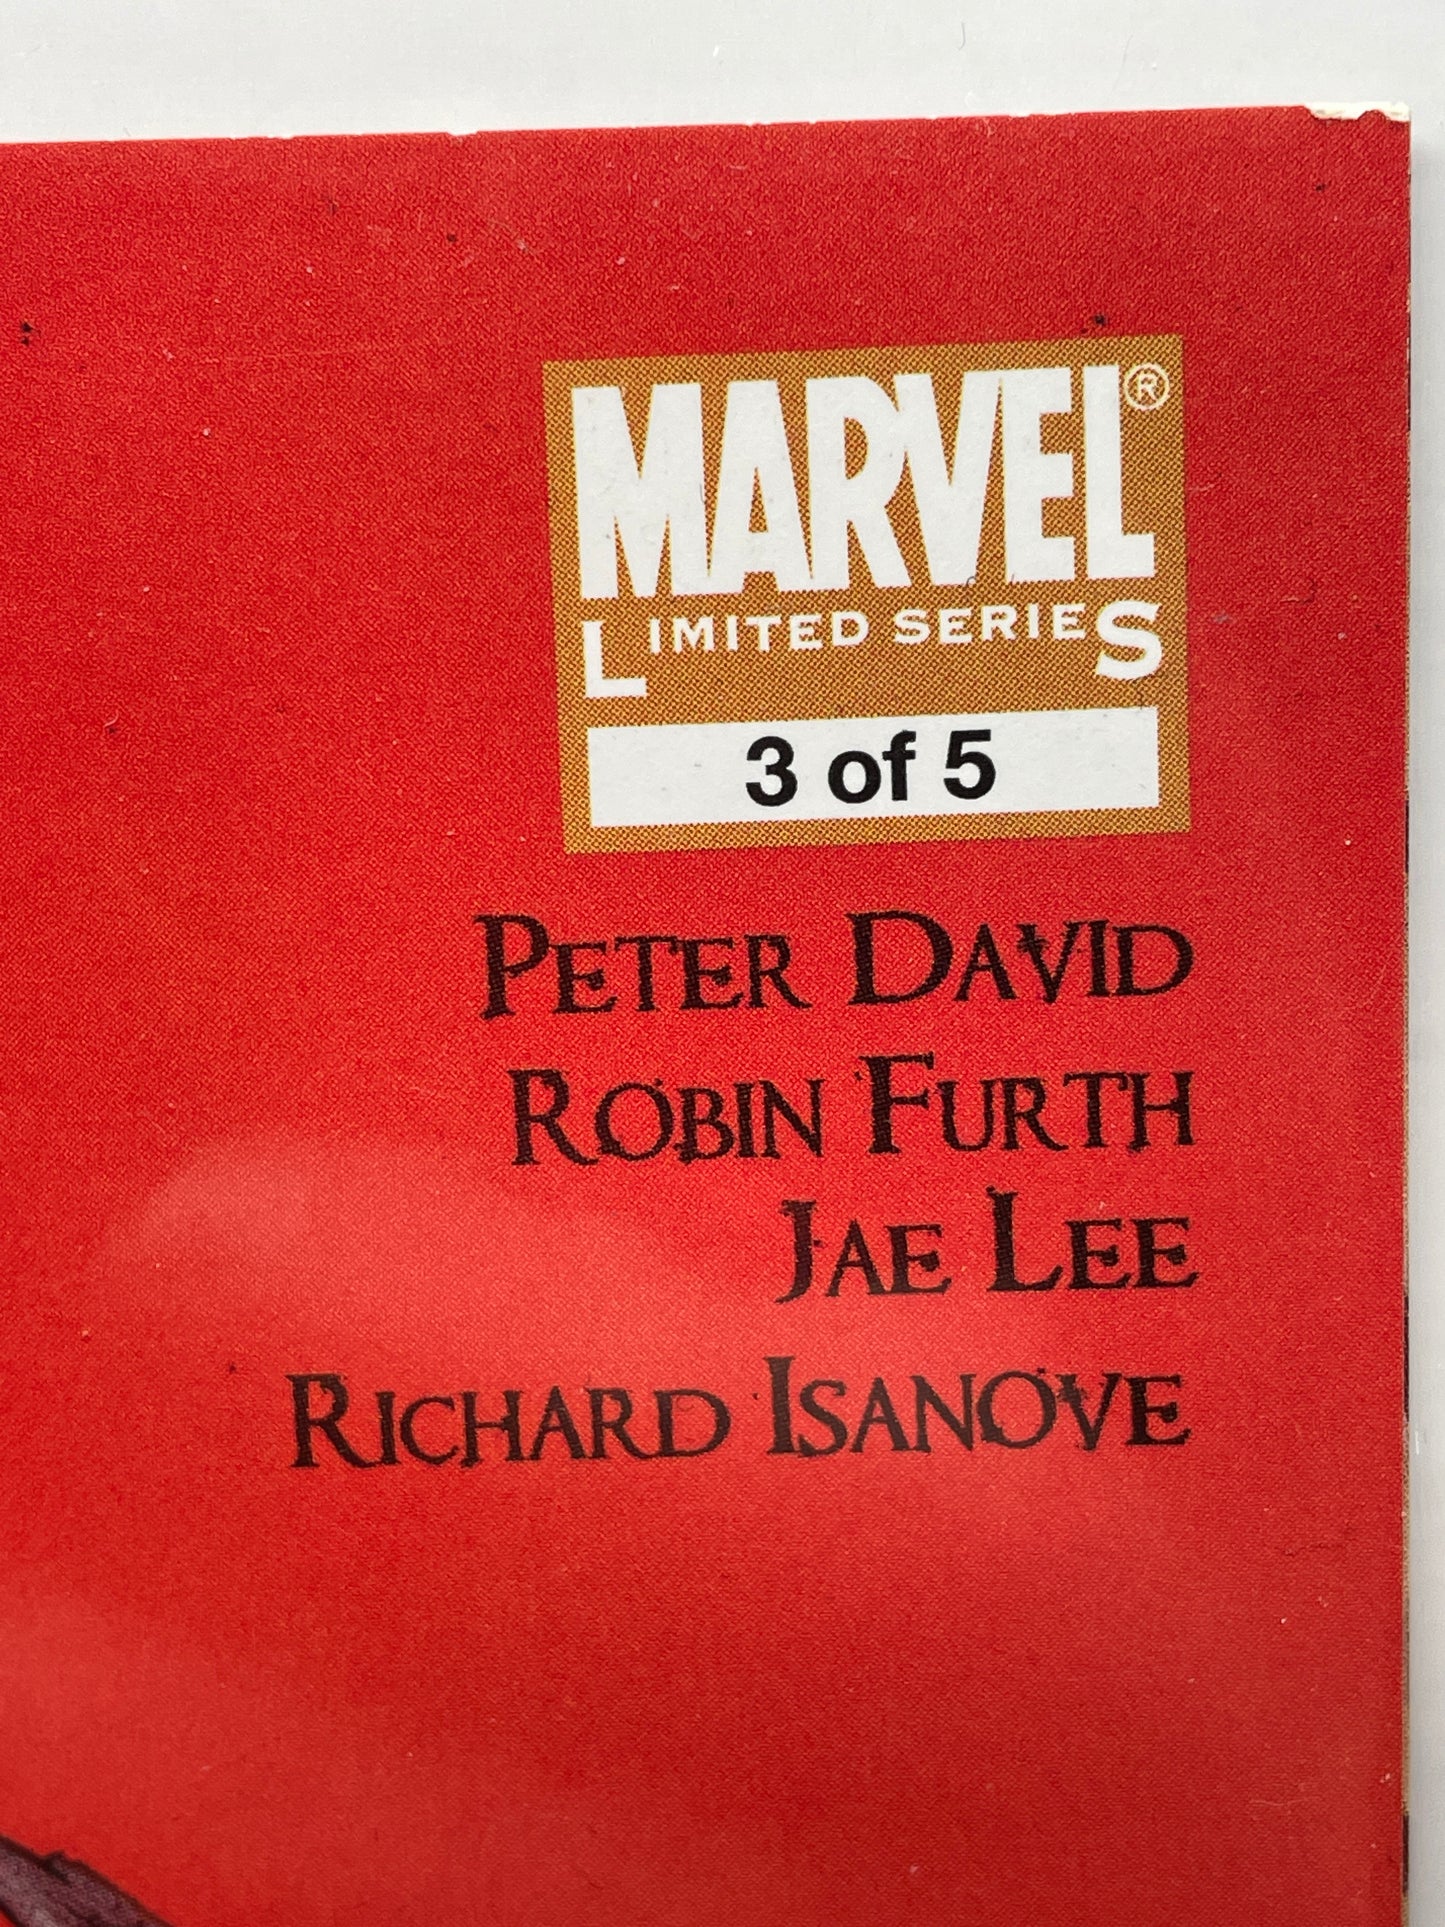 MARVEL®
LIMITED SERIES
3 of 5
PETER DAVID
ROBIN FURTH
JAE LEE
RICHARD ISANOVE